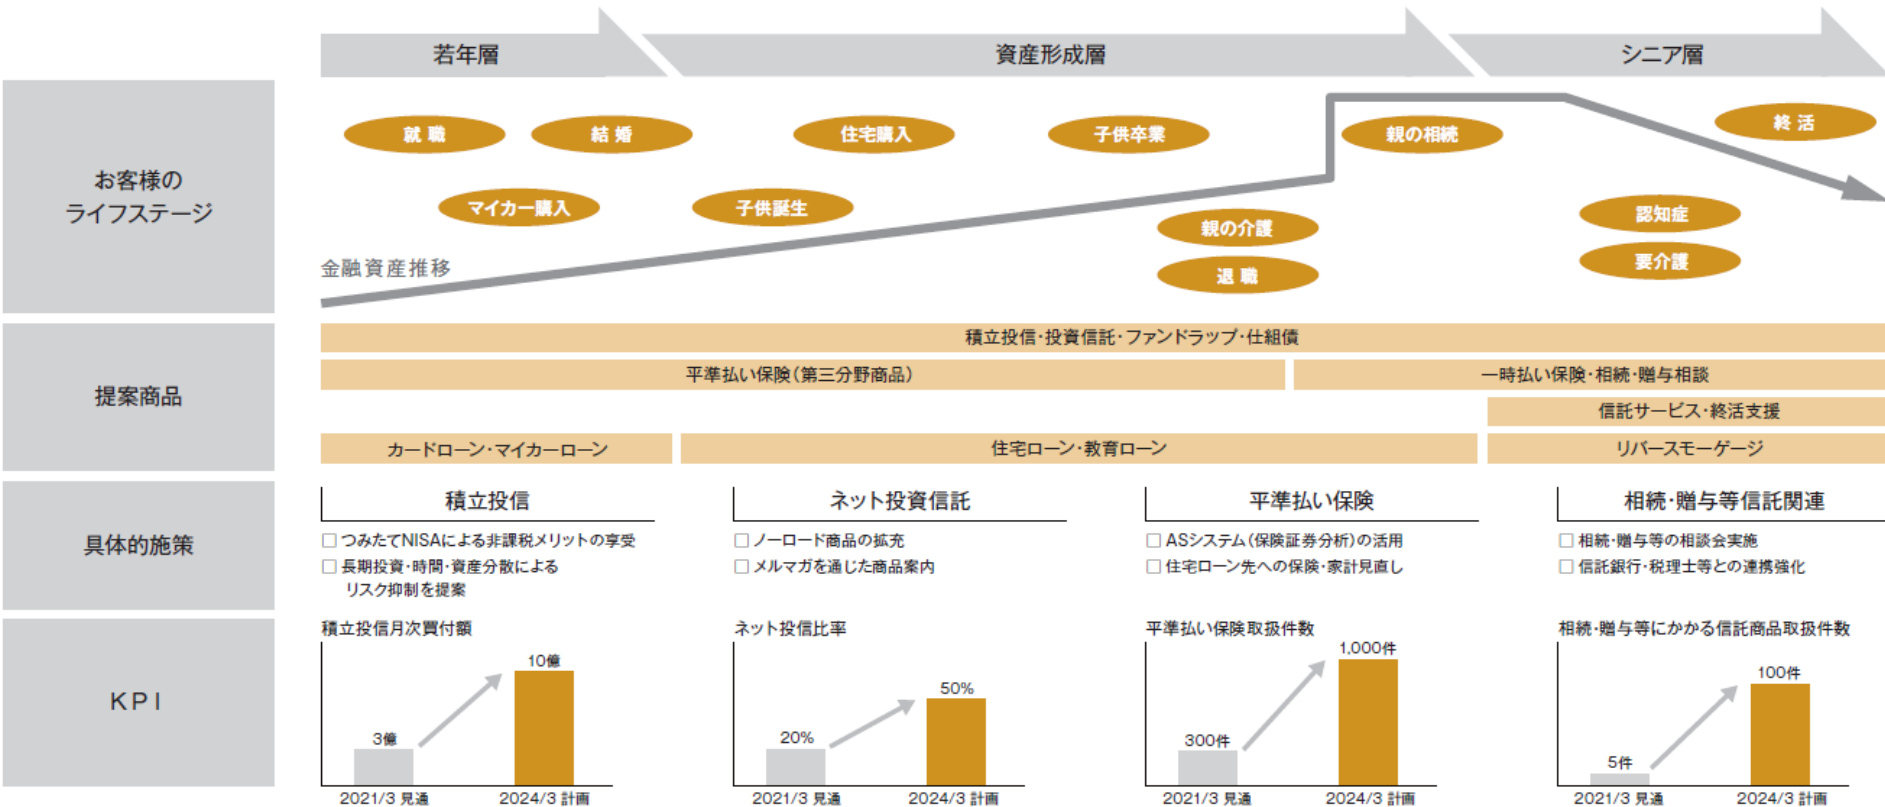 若年層
資産形成層
シニア層
お客様の
ライフステージ
就 職
結 婚
住宅購入
子供卒業
親の相続
終 活
マイカー購入
子供誕生
親の介護
退 職
認知症
要介護
金融資産推移
提案商品
積立投信・投資信託・ファンドラップ・仕組債
平準払い保険（第三分野商品）
一時払い保険・相続・贈与相談
信託サービス・終活支援
カードローン・マイカーローン
住宅ローン・教育ローン
リバースモーゲージ
具体的施策
積立投信
□ つみたてNISAによる非課税メリットの享受
□ 長期投資・時間・資産分散による
リスク抑制を提案
ネット投資信託
□ ノーロード商品の拡充
□ メルマガを通じた商品案内
平準払い保険
□ ASシステム（保険証券分析）の活用
□ 住宅ローン先への保険・家計見直し
相続・贈与等信託関連
□ 相続・贈与等の相談会実施
□ 信託銀行・税理士等との連携強化
KPI
積立投信月次買付額
3億
10億
2021/3 見通
2024/3 計画
ネット投信比率
20%
50%
2021/3 見通
2024/3 計画
平準払い保険取扱件数
300件
1,000件
2021/3 見通
2024/3 計画
相続・贈与等にかかる信託商品取扱件数
5件
100件
2021/3 見通
2024/3 計画